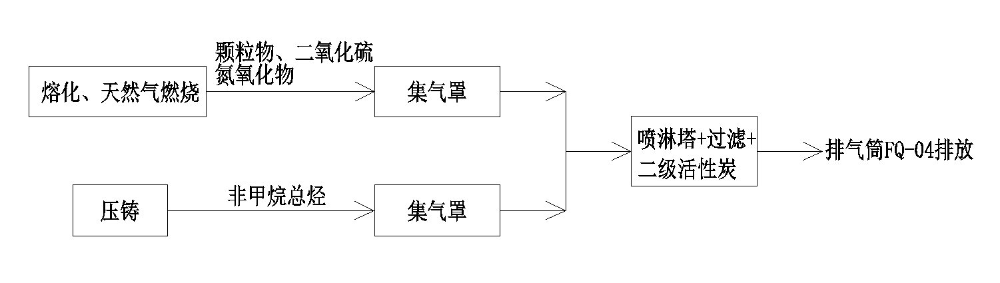 颗粒物、二氧化硫
氮氧化物
熔化、天然气燃烧
集气罩
喷淋塔+过滤+
二级活性炭
排气筒FQ-04排放
非甲烷总烃
压铸
集气罩